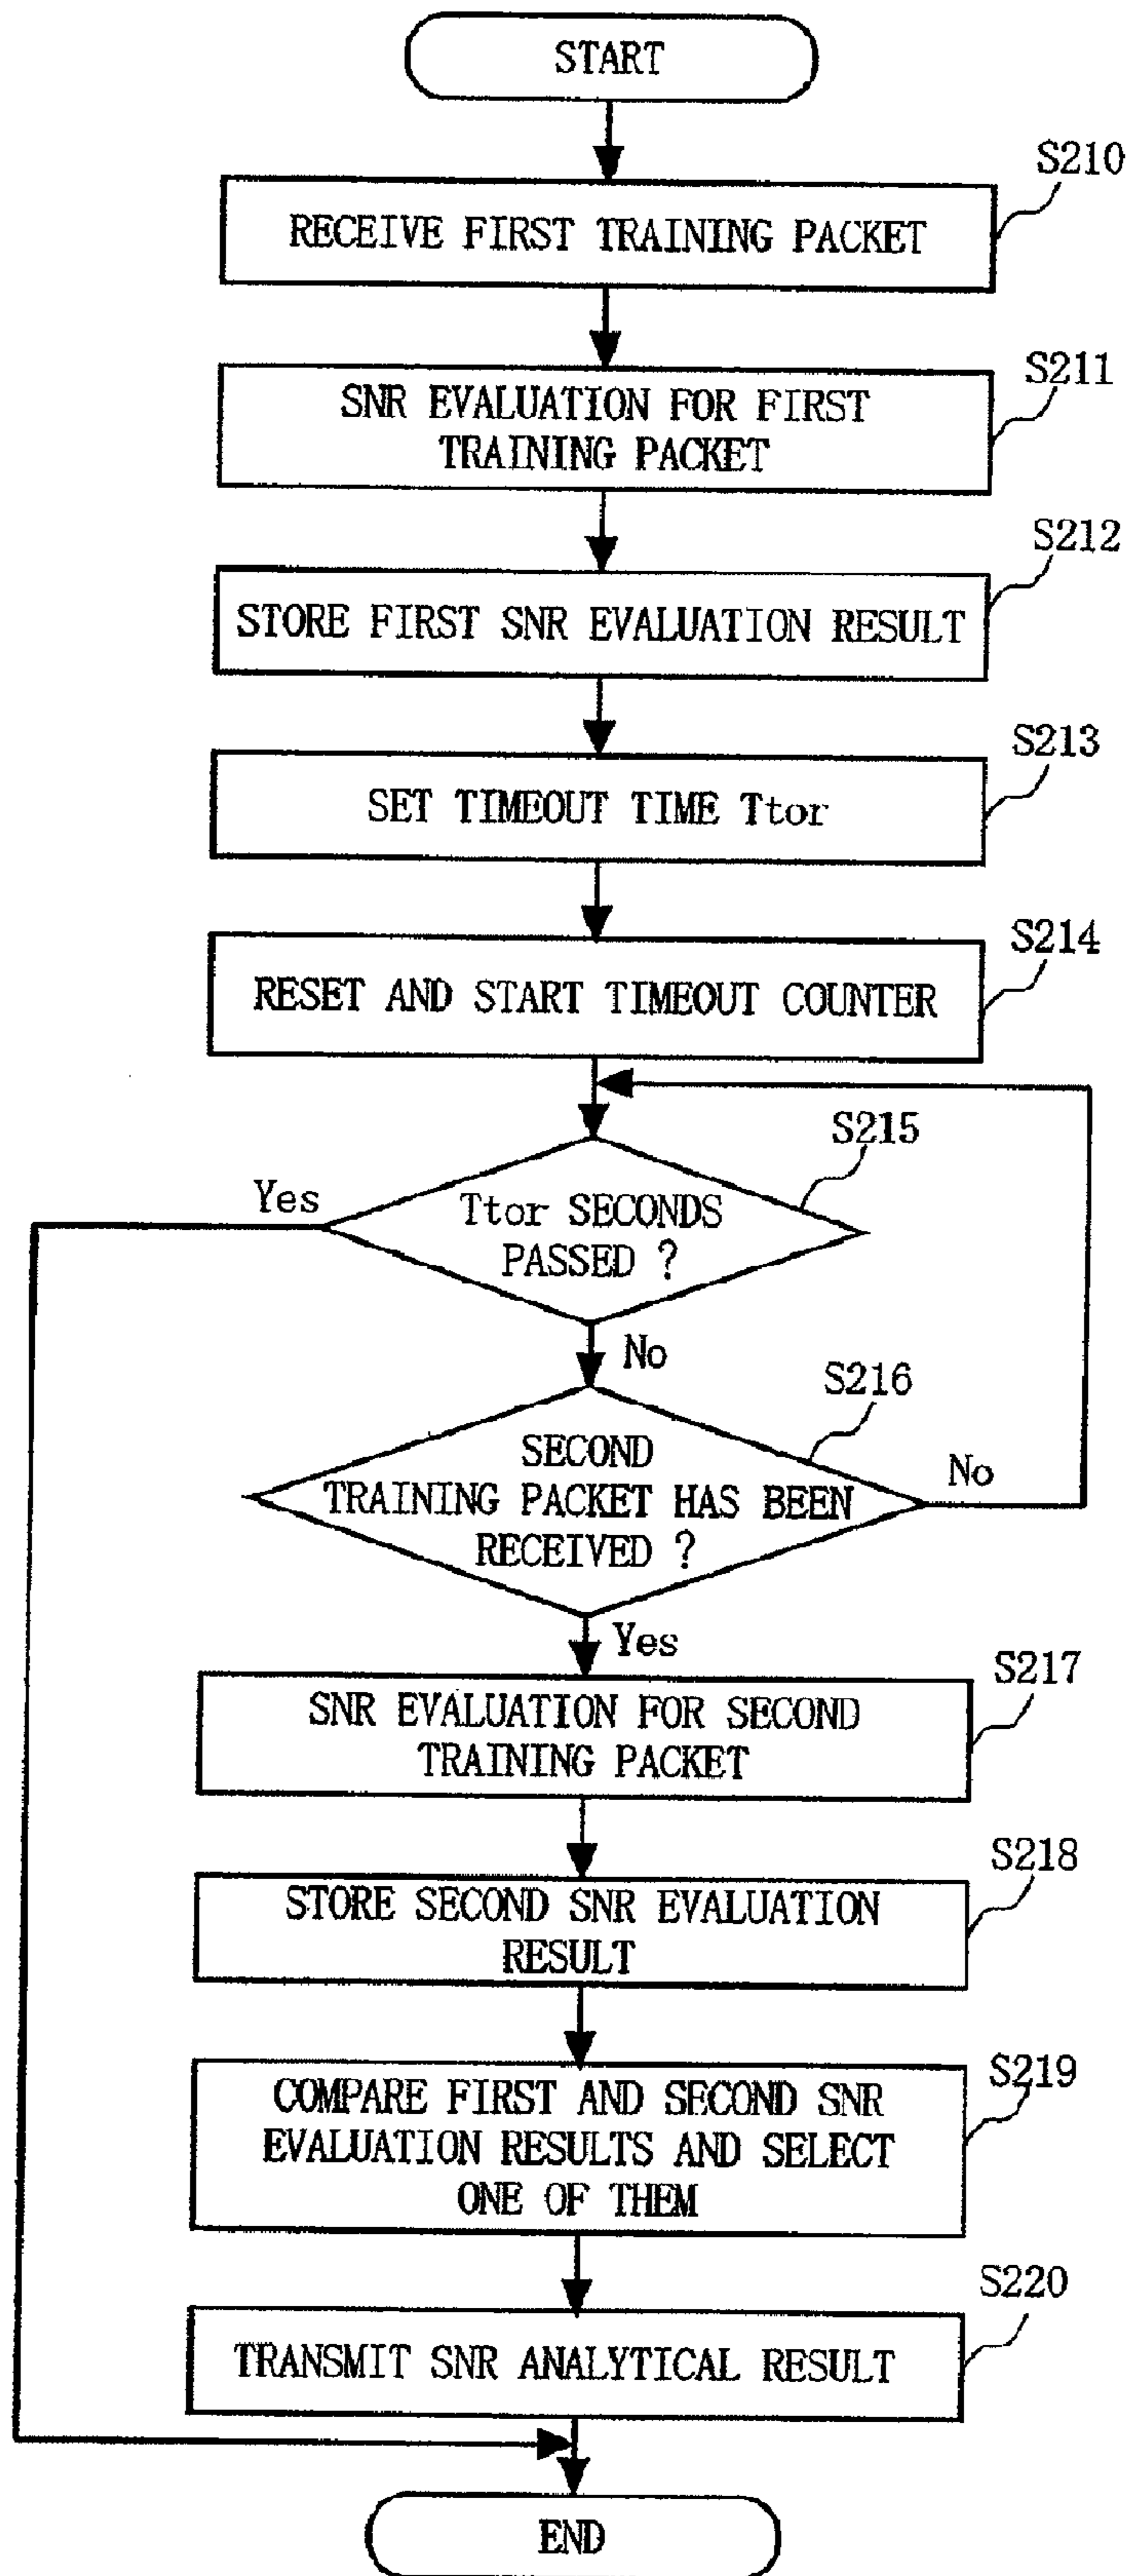 START
S210
RECEIVE FIRST TRAINING PACKET
S211
SNR EVALUATION FOR FIRST
TRAINING PACKET
S212
STORE FIRST SNR EVALUATION RESULT
S213
SET TIMEOUT TIME Ttor
S214
RESET AND START TIMEOUT COUNTER
S215
Yes
Ttor SECONDS
PASSED ?
No
S216
SECOND
TRAINING PACKET HAS BEEN
RECEIVED ?
No
Yes
S217
SNR EVALUATION FOR SECOND
TRAINING PACKET
S218
STORE SECOND SNR EVALUATION
RESULT
S219
COMPARE FIRST AND SECOND SNR
EVALUATION RESULTS AND SELECT
ONE OF THEM
S220
TRANSMIT SNR ANALYTICAL RESULT
END